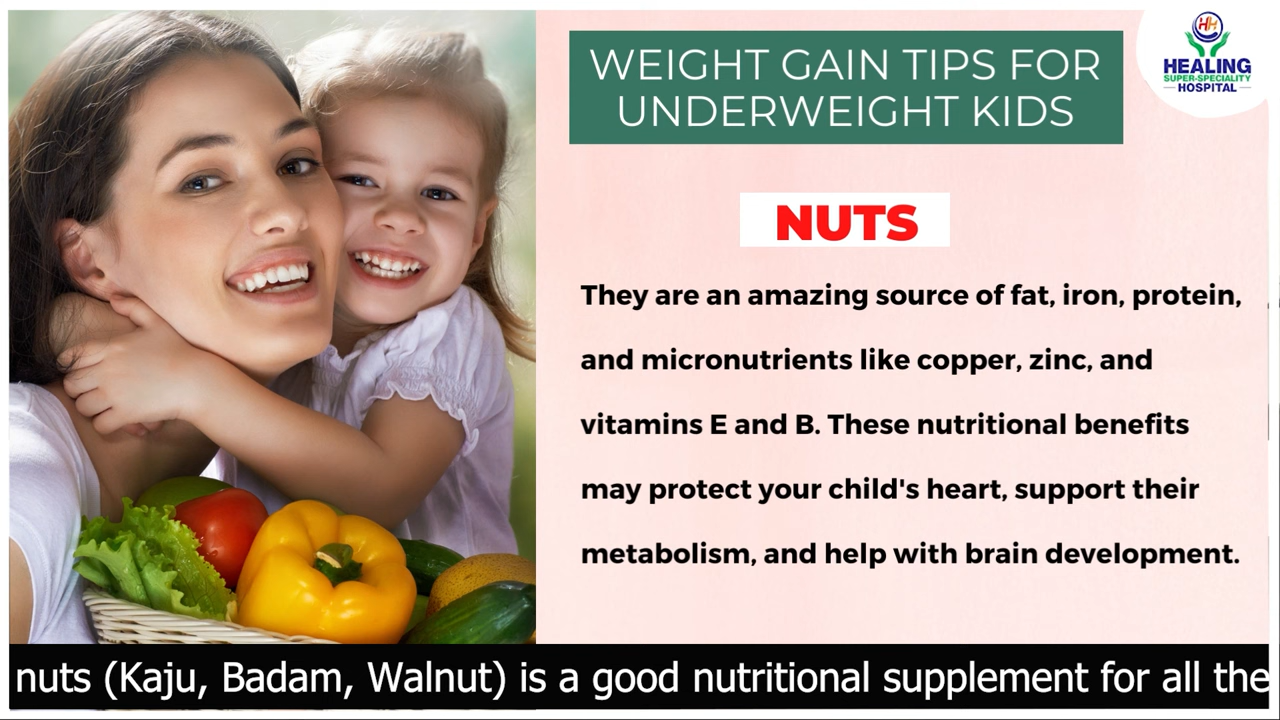 WEIGHT GAIN TIPS FOR
UNDERWEIGHT KIDS
HH
HEALING
SUPER-SPECIALITY
HOSPITAL
NUTS
They are an amazing source of fat, iron, protein,
and micronutrients like copper, zinc, and
vitamins E and B. These nutritional benefits
may protect your child's heart, support their
metabolism, and help with brain development.
nuts (Kaju, Badam, Walnut) is a good nutritional supplement for all the